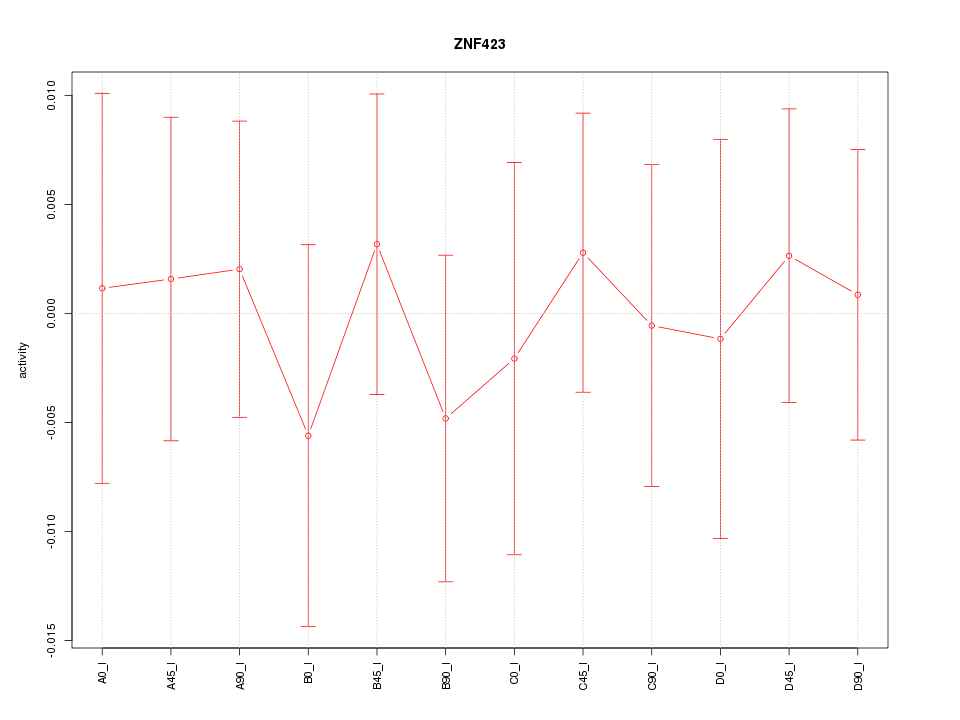 ZNF423
0.010
0.005
0.000
-0.005
-0.010
-0.015
activity
A0_I
A45_I
A90_I
B0_I
B45_I
B90_I
C0_I
C45_I
C90_I
D0_I
D45_I
D90_I